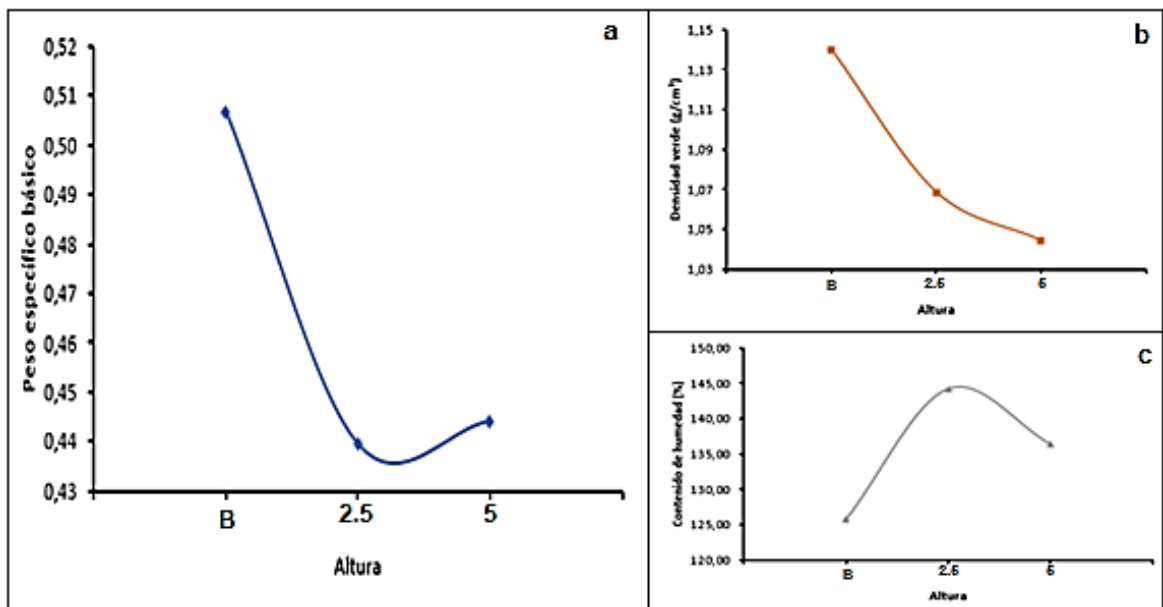 a
0,52
0,51
0,50
0,49
0,48
0,47
0,46
0,45
0,44
0,43
Peso específico básico
B 2.5 5
Altura
b
1,15
1,13
1,11
1,09
1,07
1,05
1,03
Densidad verde (g/cm³)
B 2.5 5
Altura
c
150,00
145,00
140,00
135,00
130,00
125,00
120,00
Contenido de humedad (%)
B 2.5 5
Altura